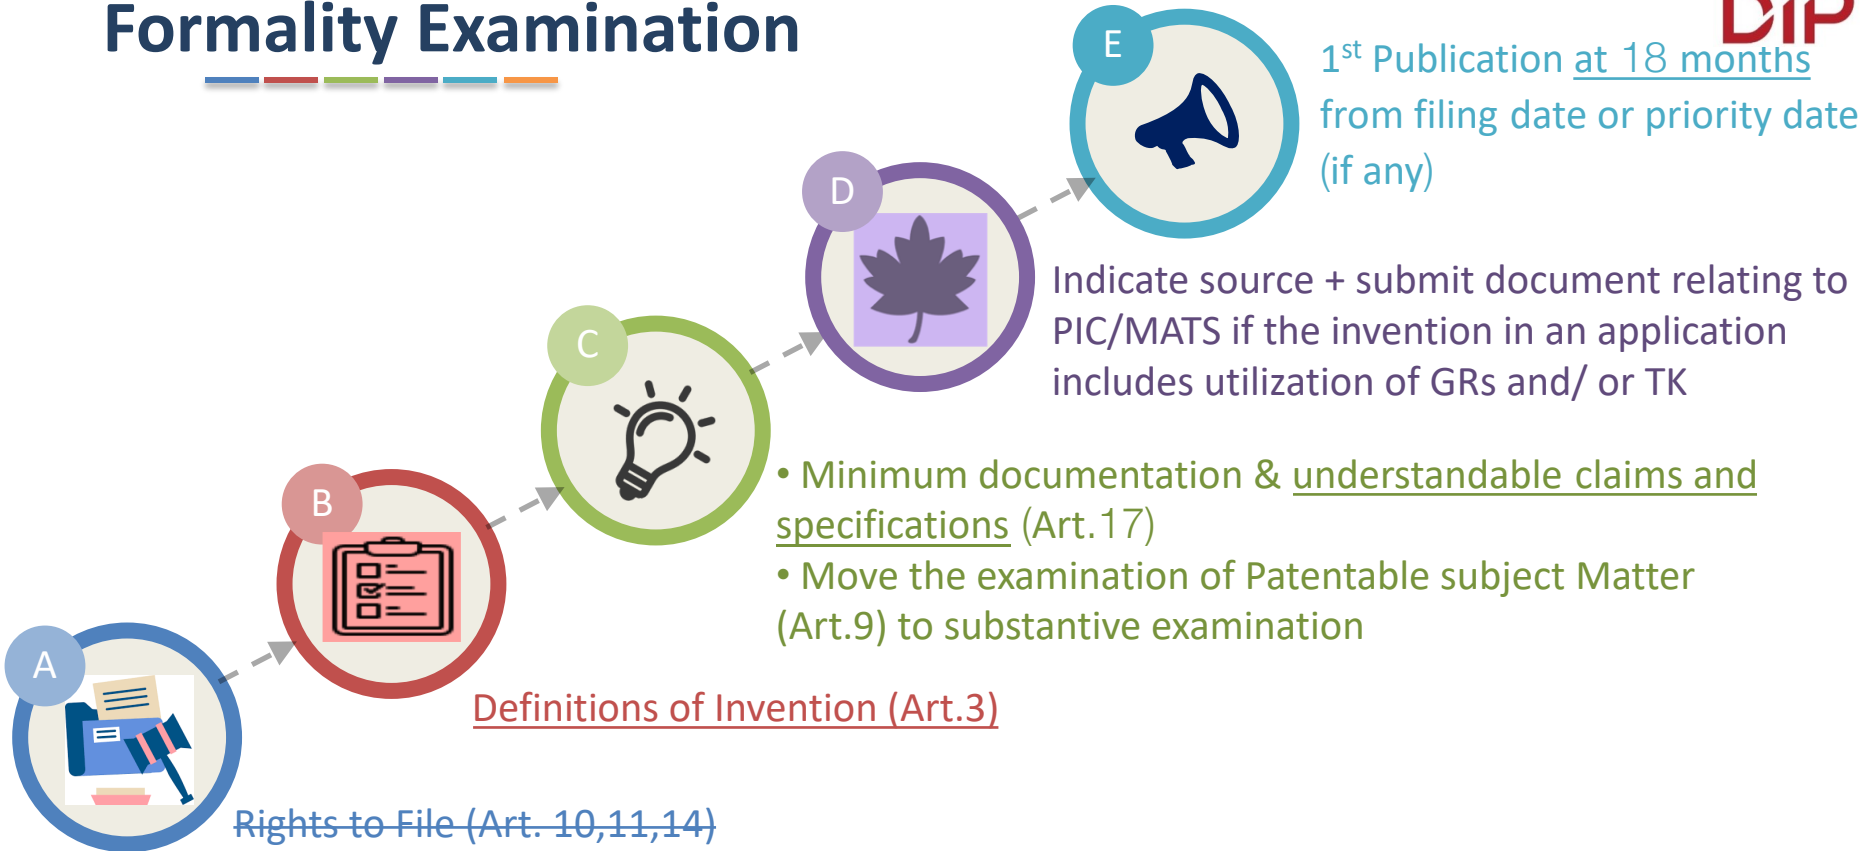 Formality Examination
DIP
E
1st Publication at 18 months
from filing date or priority date
(if any)
D
Indicate source + submit document relating to
PIC/MATS if the invention in an application
includes utilization of GRs and/ or TK
C
• Minimum documentation & understandable claims and
specifications (Art.17)
• Move the examination of Patentable subject Matter
(Art.9) to substantive examination
B
Definitions of Invention (Art.3)
A
Rights to File (Art. 10,11,14)